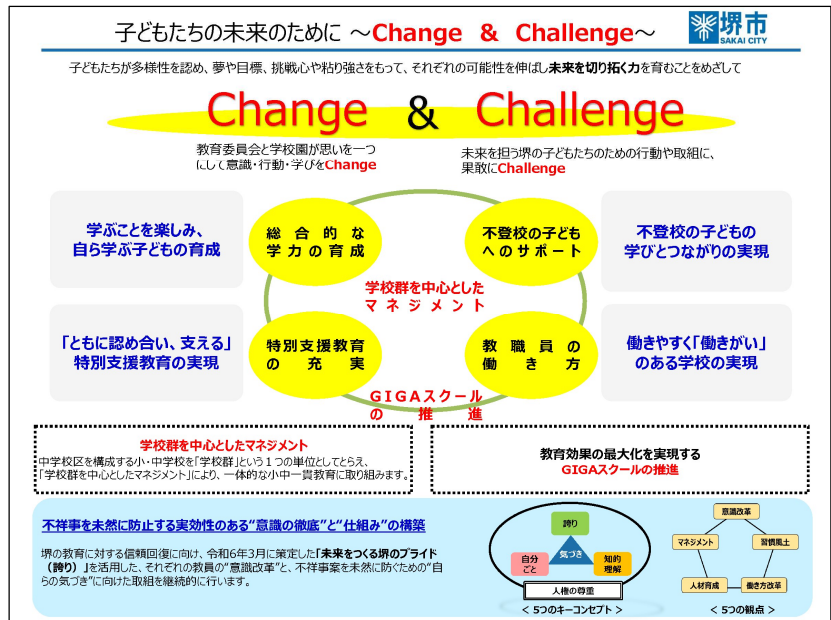 子どもたちの未来のために ～Change & Challenge～
堺市
SAKAI CITY
子どもたちが多様性を認め、夢や目標、挑戦心や粘り強さをもって、それぞれの可能性を伸ばし未来を切り拓く力を育むことをめざして
Change & Challenge
教育委員会と学校園が思いを一つ
にして意識・行動・学びをChange
未来を担う堺の子どもたちのための行動や取組に、
果敢にChallenge
学ぶことを楽しみ、
自ら学ぶ子どもの育成
総合的な
学力の育成
不登校の子ども
へのサポート
不登校の子どもの
学びとつながりの実現
学校群を中心とした
マネジメント
「ともに認め合い、支える」
特別支援教育の実現
特別支援教育
の充実
教職員の
働き方
働きやすく「働きがい」
のある学校の実現
GIGAスクール
の推進
学校群を中心としたマネジメント
中学校区を構成する小・中学校を「学校群」という１つの単位としてとらえ、
「学校群を中心としたマネジメント」により、一体的な小中一貫教育に取り組みます。
教育効果の最大化を実現する
GIGAスクールの推進
不祥事を未然に防止する実効性のある“意識の徹底”と“仕組み”の構築
堺の教育に対する信頼回復に向け、令和6年3月に策定した「未来をつくる堺のプライド
（誇り）」を活用した、それぞれの教員の“意識改革”と、不祥事案を未然に防ぐための“自
らの気づき”に向けた取組を継続的に行います。
誇り
気づき
自分
ごと
知的
理解
人権の尊重
＜ 5つのキーコンセプト ＞
意識改革
マネジメント
習慣風土
人材育成
働き方改革
＜ 5つの観点 ＞